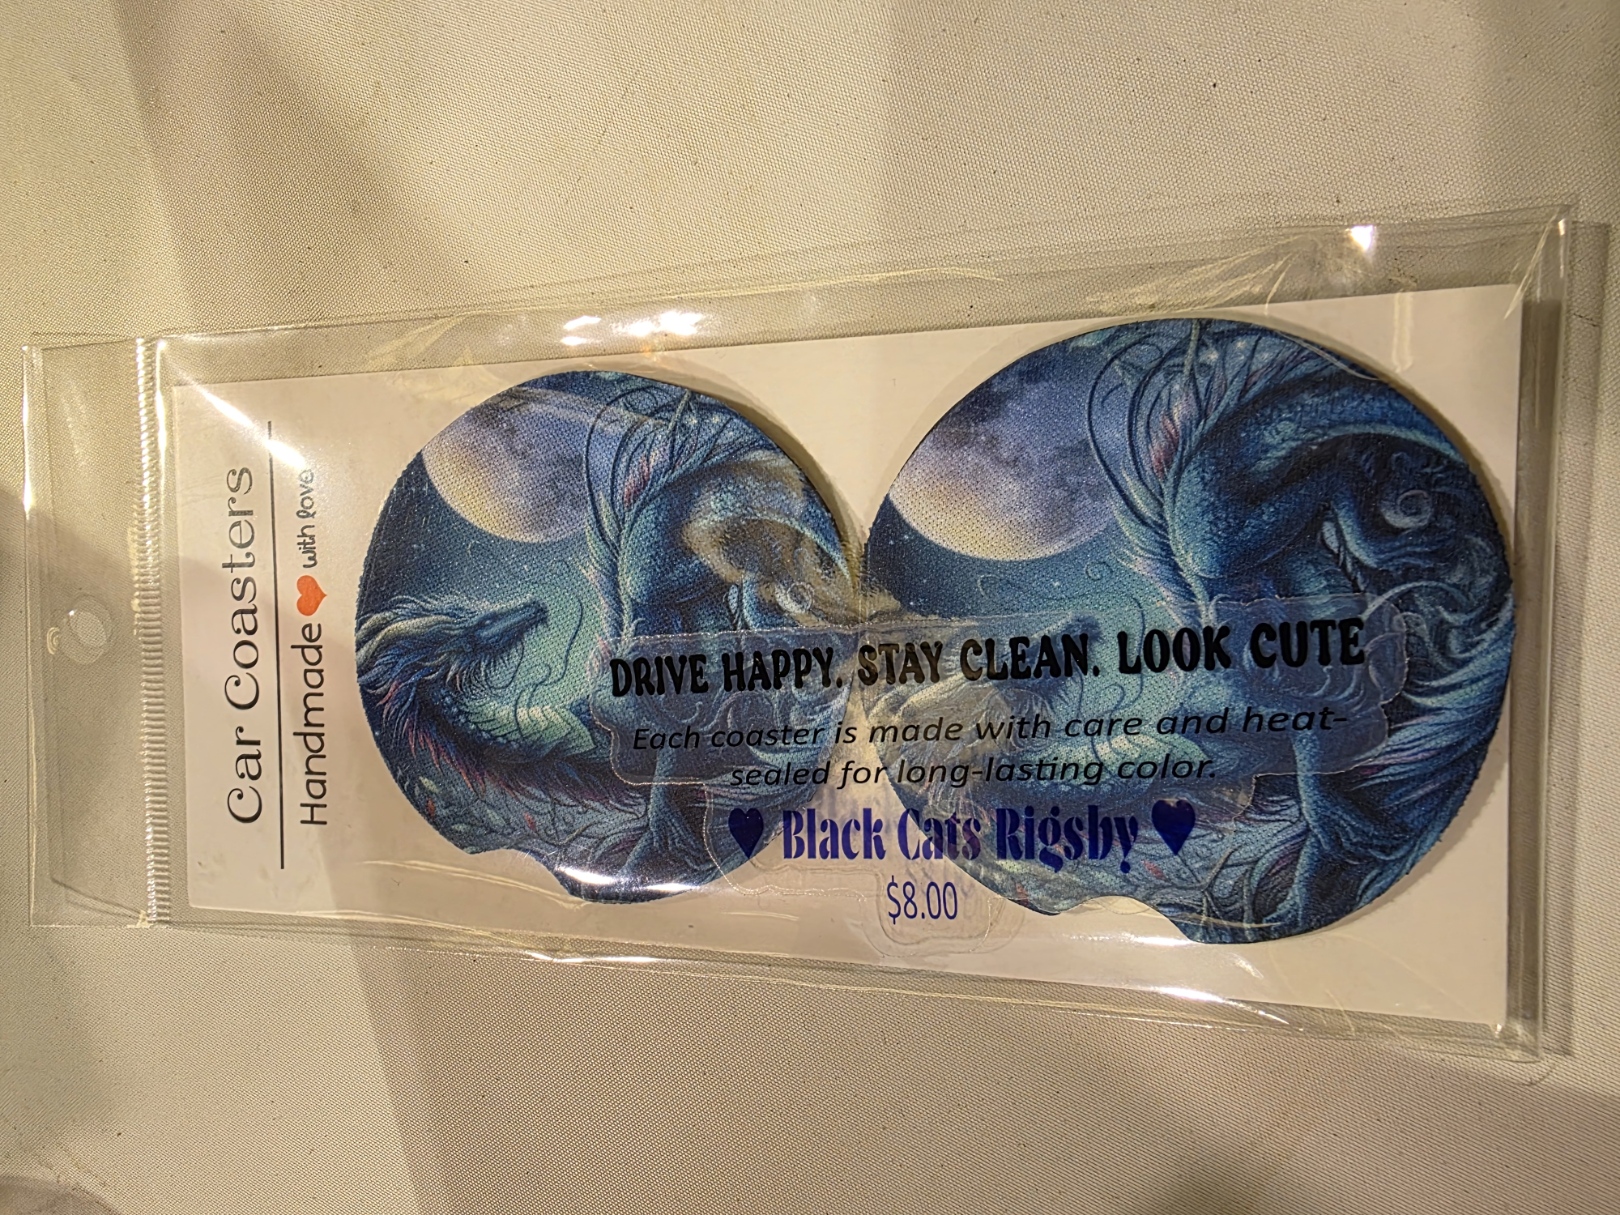 Car Coasters
Handmade ❤ with love
DRIVE HAPPY. STAY CLEAN. LOOK CUTE
Each coaster is made with care and heat-
sealed for long-lasting color.
♥ Black Cats Rigsby ♥
$8.00